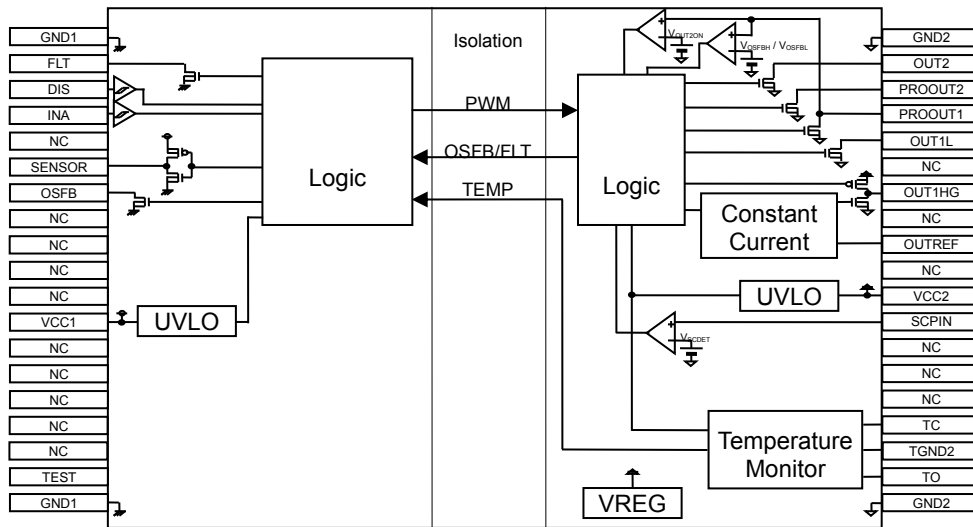 GND1
FLT
DIS
INA
NC
SENSOR
OSFB
NC
NC
NC
NC
VCC1
NC
NC
NC
NC
NC
TEST
GND1
Logic
UVLO
Isolation
PWM
OSFB/FLT
TEMP
VOUT2ON
VOSFBH / VOSFBL
Logic
Constant
Current
UVLO
VSCDET
Temperature
Monitor
VREG
GND2
OUT2
PROOUT2
PROOUT1
OUT1L
NC
OUT1HG
NC
OUTREF
NC
VCC2
SCPIN
NC
NC
NC
TC
TGND2
TO
GND2